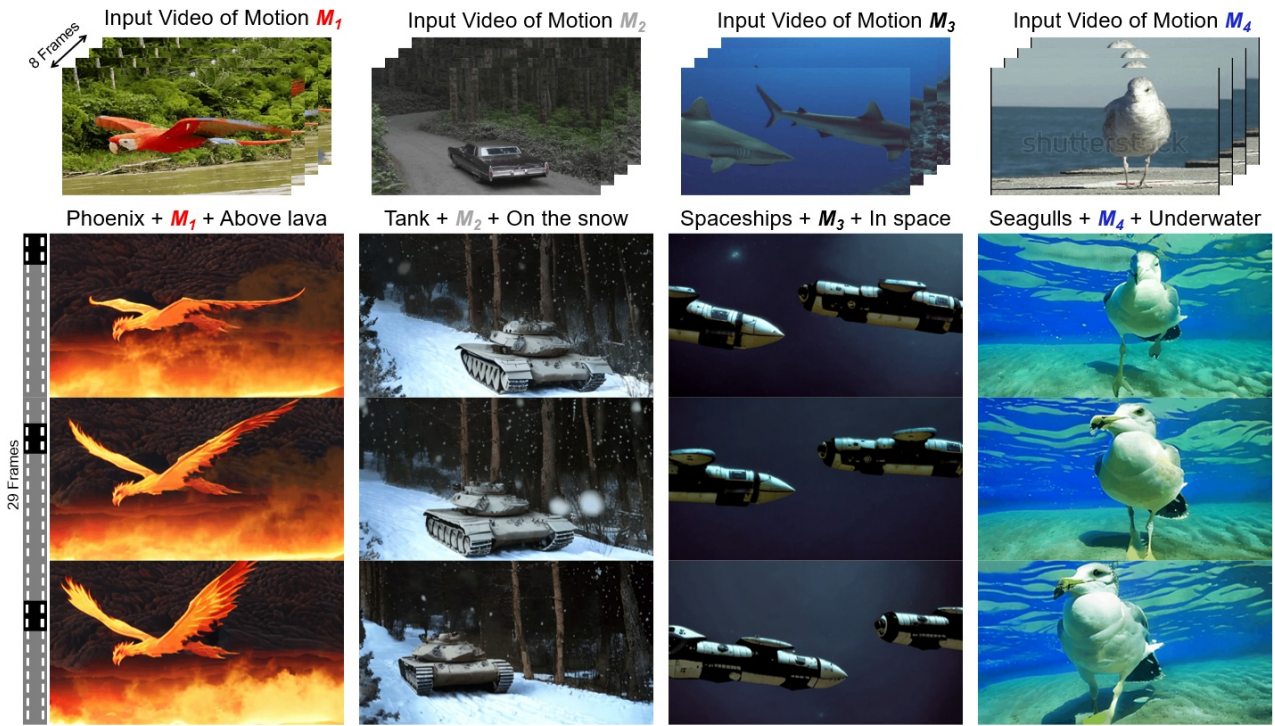 Input Video of Motion M1
Input Video of Motion M2
Input Video of Motion M3
Input Video of Motion M4
8 Frames
shutterstock
Phoenix + M1 + Above lava
Tank + M2 + On the snow
Spaceships + M3 + In space
Seagulls + M4 + Underwater
29 Frames